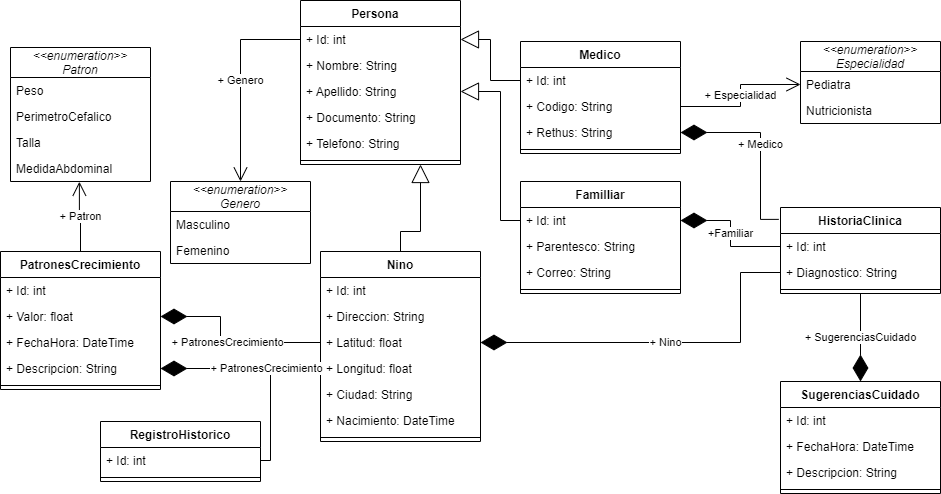 Persona
+ Id: int
+ Nombre: String
+ Apellido: String
+ Documento: String
+ Telefono: String
<<enumeration>>
Patron
Peso
PerimetroCefalico
Talla
MedidaAbdominal
+ Genero
Medico
+ Id: int
+ Codigo: String
+ Rethus: String
+ Especialidad
<<enumeration>>
Especialidad
Pediatra
Nutricionista
+ Medico
<<enumeration>>
Genero
Masculino
Femenino
+ Patron
Familliar
+ Id: int
+ Parentesco: String
+ Correo: String
+Familiar
HistoriaClinica
+ Id: int
+ Diagnostico: String
PatronesCrecimiento
+ Id: int
+ Valor: float
+ FechaHora: DateTime
+ Descripcion: String
+ PatronesCrecimiento
+ PatronesCrecimiento
Nino
+ Id: int
+ Direccion: String
+ Latitud: float
+ Longitud: float
+ Ciudad: String
+ Nacimiento: DateTime
+ Nino
+ SugerenciasCuidado
RegistroHistorico
+ Id: int
SugerenciasCuidado
+ Id: int
+ FechaHora: DateTime
+ Descripcion: String